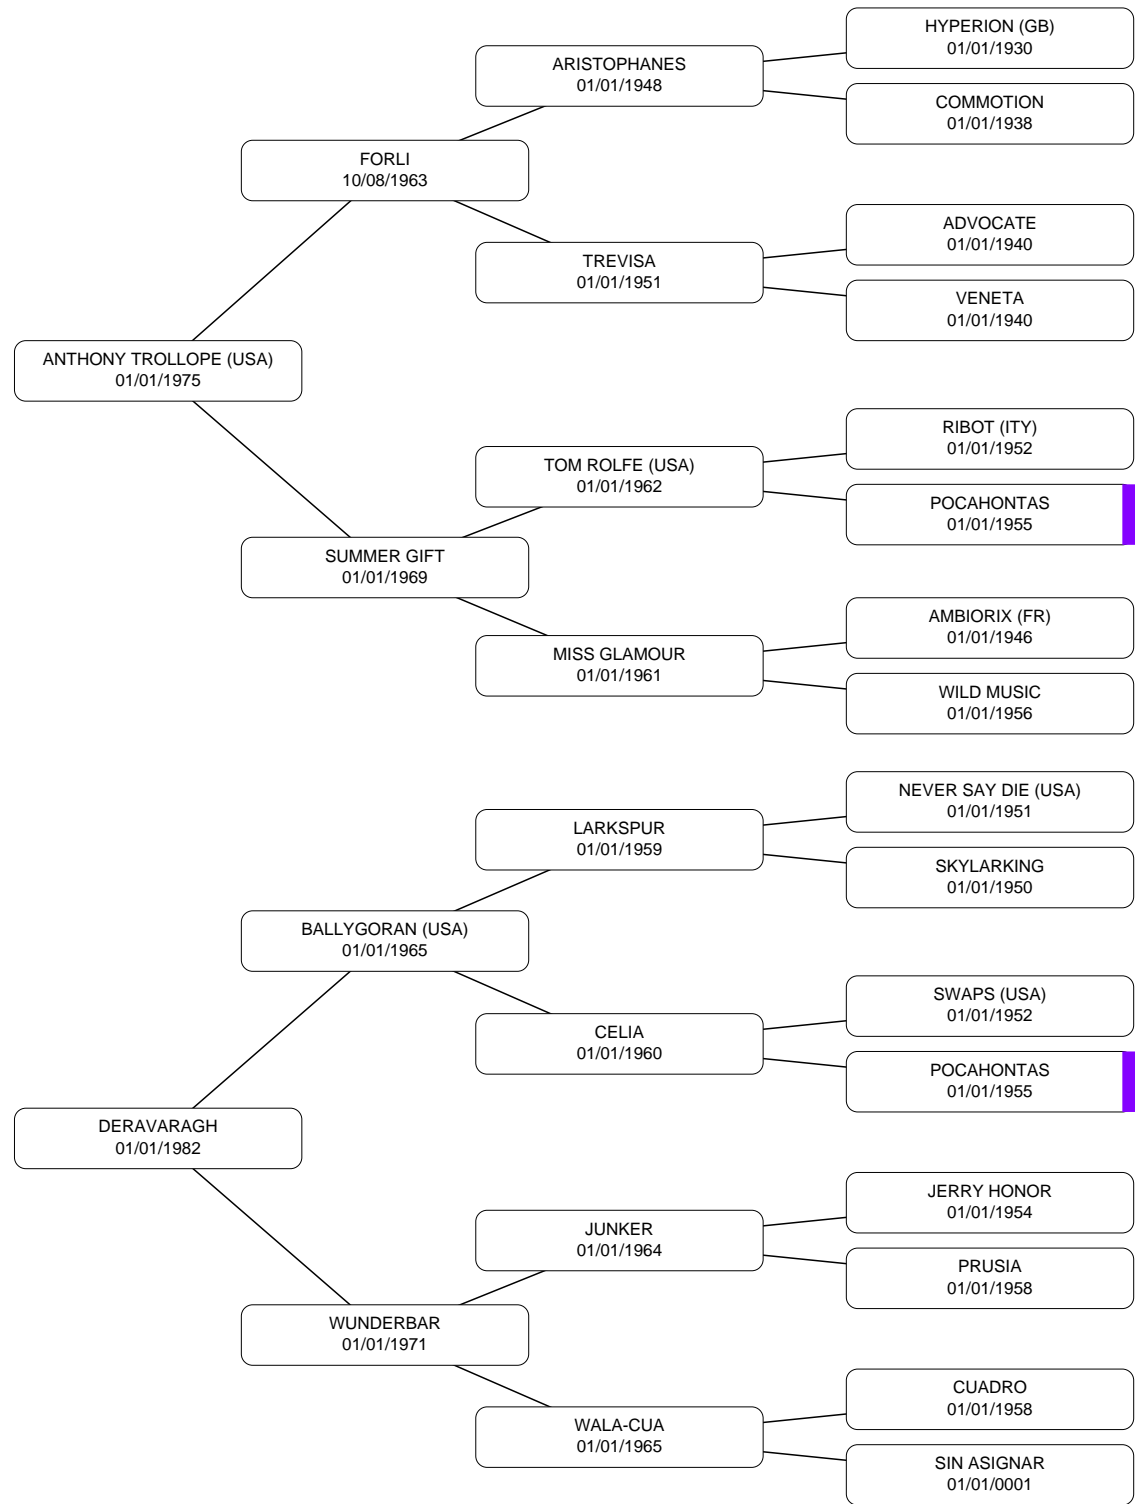 HYPERION (GB)
01/01/1930
ARISTOPHANES
01/01/1948
COMMOTION
01/01/1938
FORLI
10/08/1963
ADVOCATE
01/01/1940
TREVISA
01/01/1951
VENETA
01/01/1940
ANTHONY TROLLOPE (USA)
01/01/1975
RIBOT (ITY)
01/01/1952
TOM ROLFE (USA)
01/01/1962
POCAHONTAS
01/01/1955
SUMMER GIFT
01/01/1969
AMBIORIX (FR)
01/01/1946
MISS GLAMOUR
01/01/1961
WILD MUSIC
01/01/1956
NEVER SAY DIE (USA)
01/01/1951
LARKSPUR
01/01/1959
SKYLARKING
01/01/1950
BALLYGORAN (USA)
01/01/1965
SWAPS (USA)
01/01/1952
CELIA
01/01/1960
POCAHONTAS
01/01/1955
DERAVARAGH
01/01/1982
JERRY HONOR
01/01/1954
JUNKER
01/01/1964
PRUSIA
01/01/1958
WUNDERBAR
01/01/1971
CUADRO
01/01/1958
WALA-CUA
01/01/1965
SIN ASIGNAR
01/01/0001